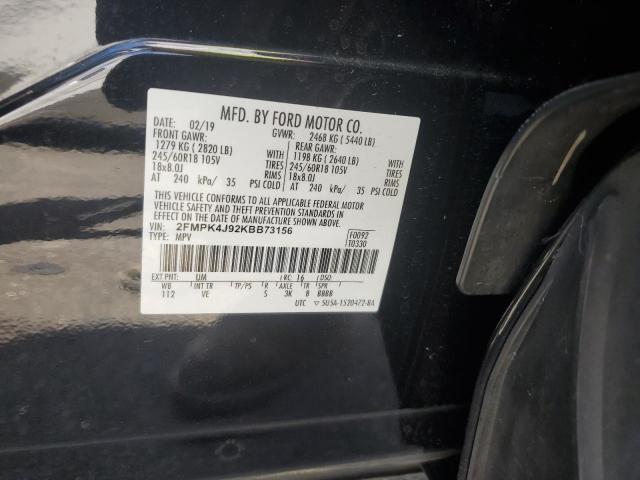 MFD. BY FORD MOTOR CO.
DATE: 02/19 GVWR: 2468 KG ( 5440 LB)
FRONT GAWR: REAR GAWR:
1279 KG ( 2820 LB) WITH 1198 KG ( 2640 LB) WITH
245/60R18 105V TIRES 245/60R18 105V TIRES
18x8.0J RIMS 18x8.0J RIMS
AT 240 kPa/ 35 PSI COLD AT 240 kPa/ 35 PSI COLD
THIS VEHICLE CONFORMS TO ALL APPLICABLE FEDERAL MOTOR
VEHICLE SAFETY AND THEFT PREVENTION STANDARDS IN
EFFECT ON THE DATE OF MANUFACTURE SHOWN ABOVE.
VIN: 2FMPK4J92KBB73156 F0092
TYPE: MPV T0330
EXT PNT: UM RC: 16 DSO:
WB INT TR TP/PS R AXLE TR SPR
112 VE S 3K 8 BBBB
UTC ▽ 5U5A-1520472-BA